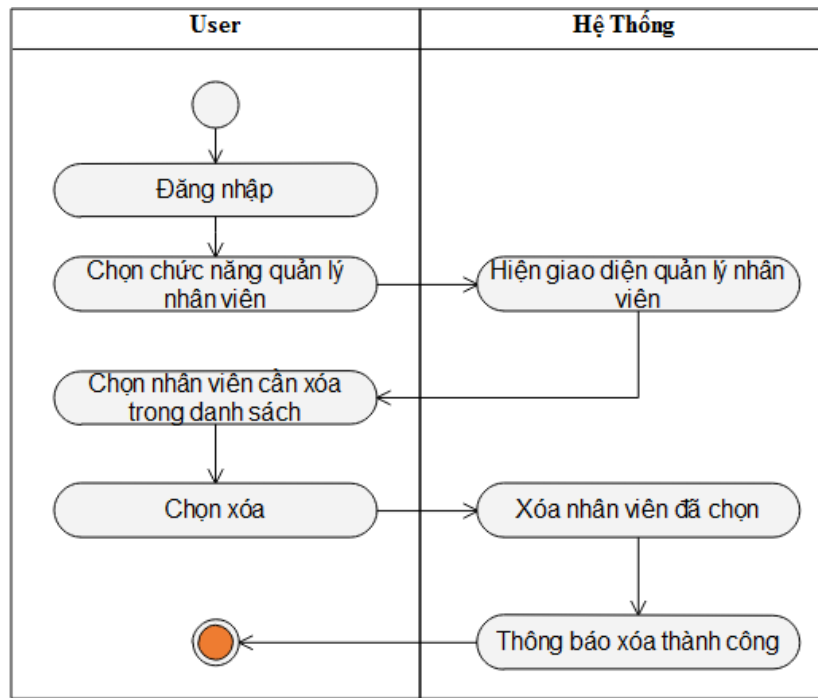 User
Hệ Thống
Đăng nhập
Chọn chức năng quản lý
nhân viên
Hiện giao diện quản lý nhân
viên
Chọn nhân viên cần xóa
trong danh sách
Chọn xóa
Xóa nhân viên đã chọn
Thông báo xóa thành công